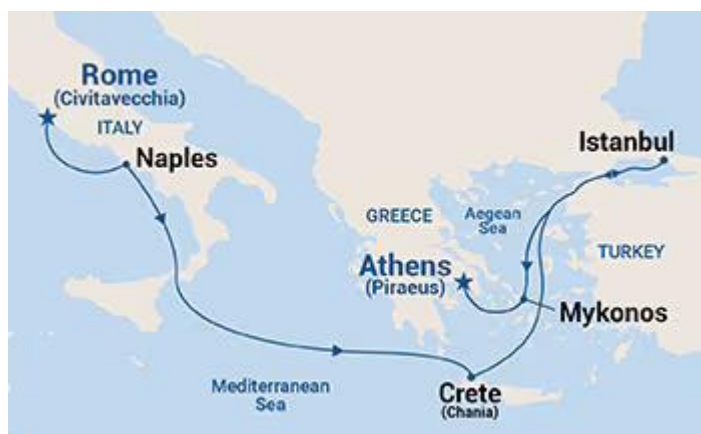 Rome
(Civitavecchia)
ITALY
Naples
Istanbul
GREECE
Aegean
Sea
TURKEY
Athens
(Piraeus)
Mykonos
Mediterranean
Sea
Crete
(Chania)